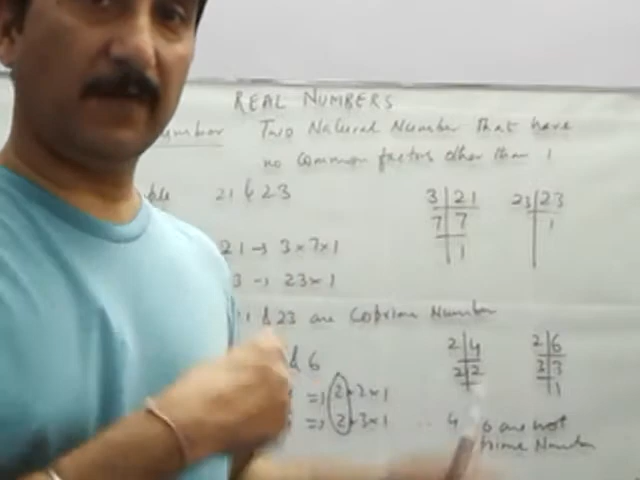 REAL NUMBERS
umber Two Natural Number That have
no common factors other than 1
ple 21 & 23
3 21 23 23
7 7 1
1
21 → 3×7×1
3 → 23×1
1 & 23 are Coprime Number
& 6 2 4 2 6
2 2 3 3
1
=) 2×2×1
=) 2×3×1 ∴ 4 6 are not
prime Number